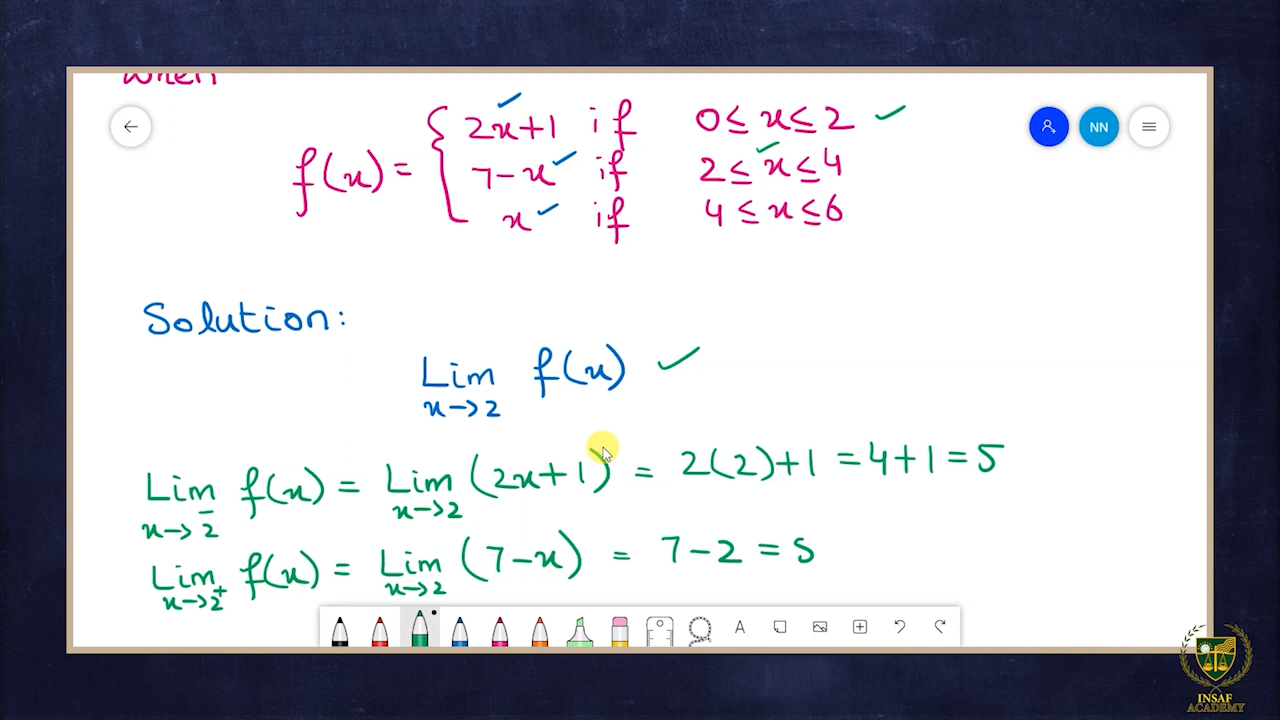 when
NN
2x+1 if 0≤ x≤2
f(x)= { 7-x if 2≤ x≤4
x if 4≤x≤6
Solution:
Lim f(x)
x→2
Lim f(x) = Lim (2x+1) = 2(2)+1 =4+1=5
x→2⁻ x→2
Lim f(x) = Lim (7-x) = 7-2=5
x→2⁺ x→2
A
INSAF
ACADEMY